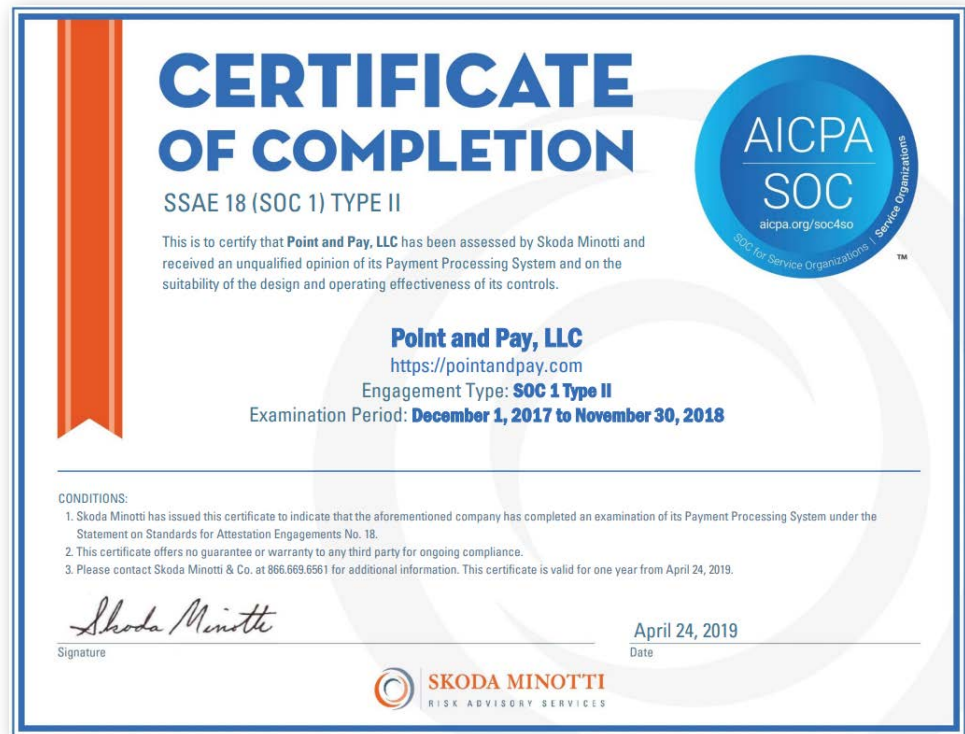 CERTIFICATE
OF COMPLETION
SSAE 18 (SOC 1) TYPE II
This is to certify that Point and Pay, LLC has been assessed by Skoda Minotti and
received an unqualified opinion of its Payment Processing System and on the
suitability of the design and operating effectiveness of its controls.
AICPA
SOC
aicpa.org/soc4so
SOC for Service Organizations | Service Organizations
TM
Point and Pay, LLC
https://pointandpay.com
Engagement Type: SOC 1 Type II
Examination Period: December 1, 2017 to November 30, 2018
CONDITIONS:
1. Skoda Minotti has issued this certificate to indicate that the aforementioned company has completed an examination of its Payment Processing System under the
Statement on Standards for Attestation Engagements No. 18.
2. This certificate offers no guarantee or warranty to any third party for ongoing compliance.
3. Please contact Skoda Minotti & Co. at 866.669.6561 for additional information. This certificate is valid for one year from April 24, 2019.
Skoda Minotti
April 24, 2019
Signature
Date
SKODA MINOTTI
RISK ADVISORY SERVICES